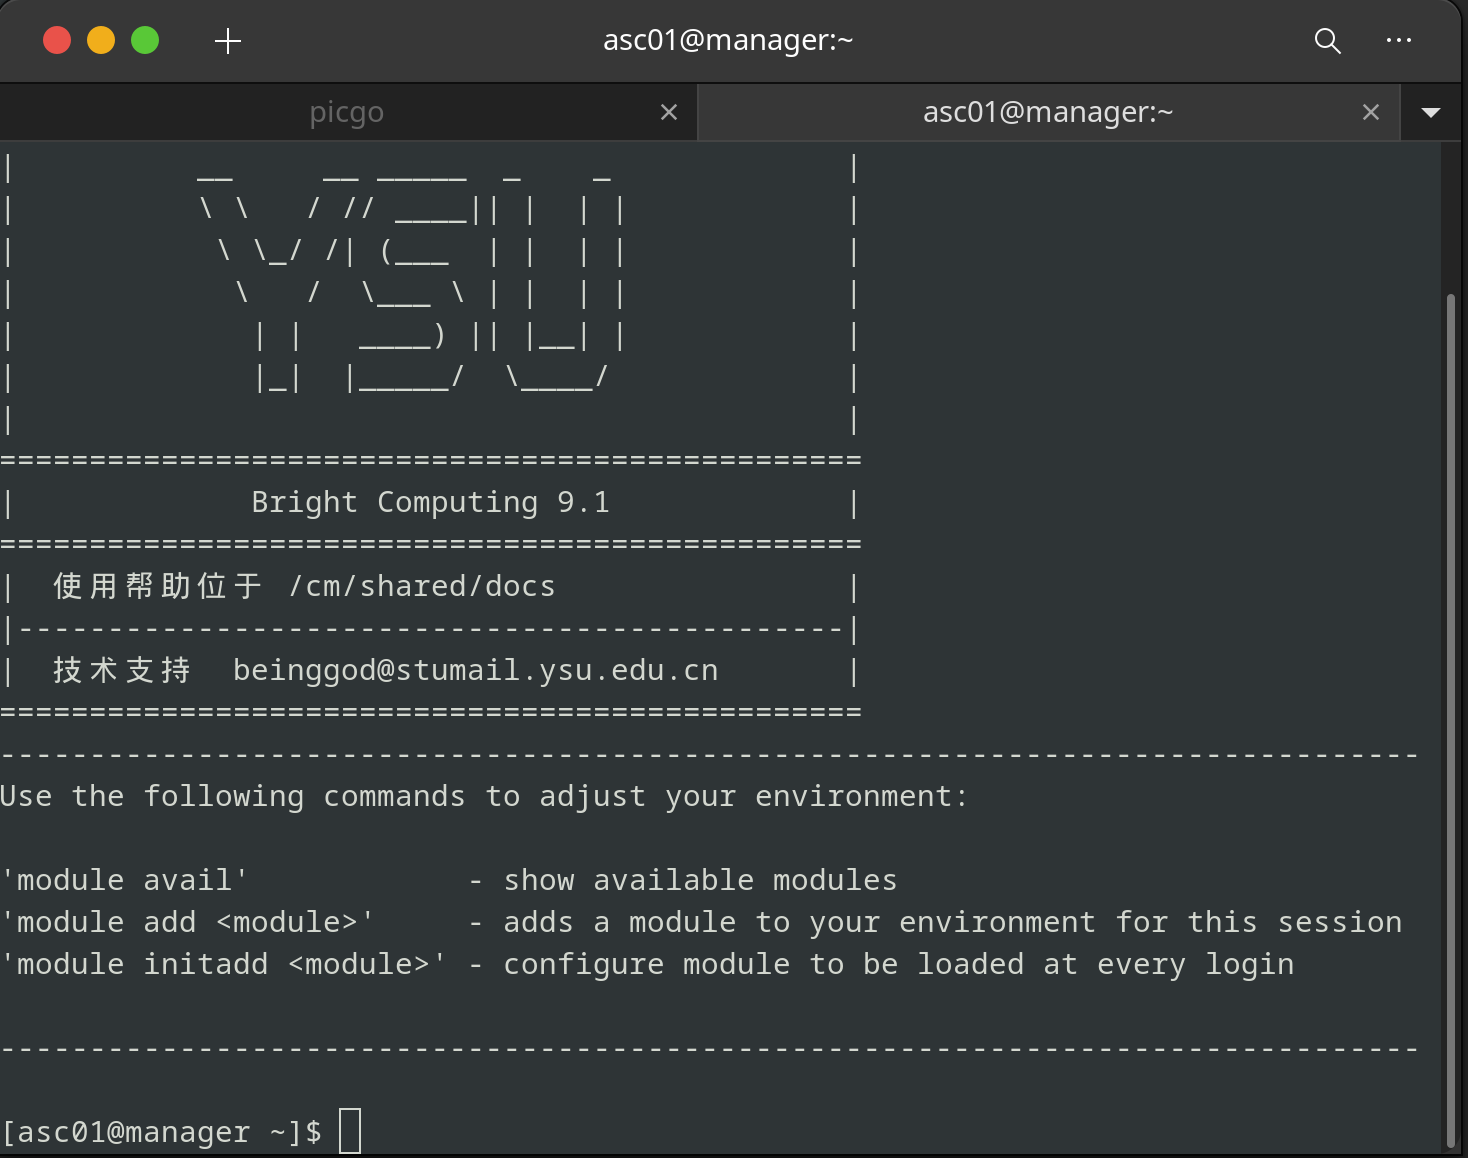 asc01@manager:~
picgo
asc01@manager:~
|          __     __ _____  _    _             |
|          \ \   / // ____|| |  | |            |
|           \ \_/ /| (___  | |  | |            |
|            \   /  \___ \ | |  | |            |
|             | |   ____) || |__| |            |
|             |_|  |_____/  \____/             |
|                                              |
================================================
|             Bright Computing 9.1             |
================================================
|  使用帮助位于 /cm/shared/docs                |
|----------------------------------------------|
|  技术支持  beinggod@stumail.ysu.edu.cn       |
================================================
-------------------------------------------------------------------------------
Use the following commands to adjust your environment:
'module avail'            - show available modules
'module add <module>'     - adds a module to your environment for this session
'module initadd <module>' - configure module to be loaded at every login
-------------------------------------------------------------------------------
[asc01@manager ~]$